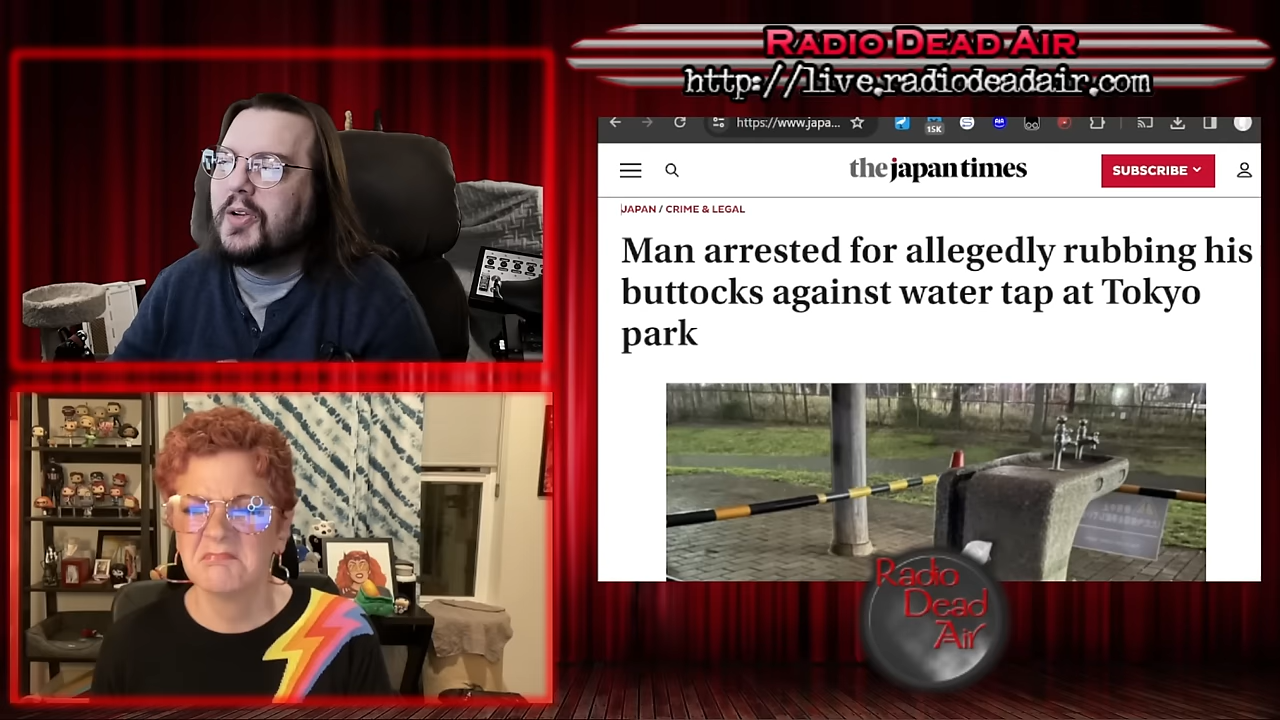 Radio Dead Air
http://live.radiodeadair.com
https://www.japa...
15K
the japan times
SUBSCRIBE
JAPAN / CRIME & LEGAL
Man arrested for allegedly rubbing his
buttocks against water tap at Tokyo
park
Radio
Dead
Air